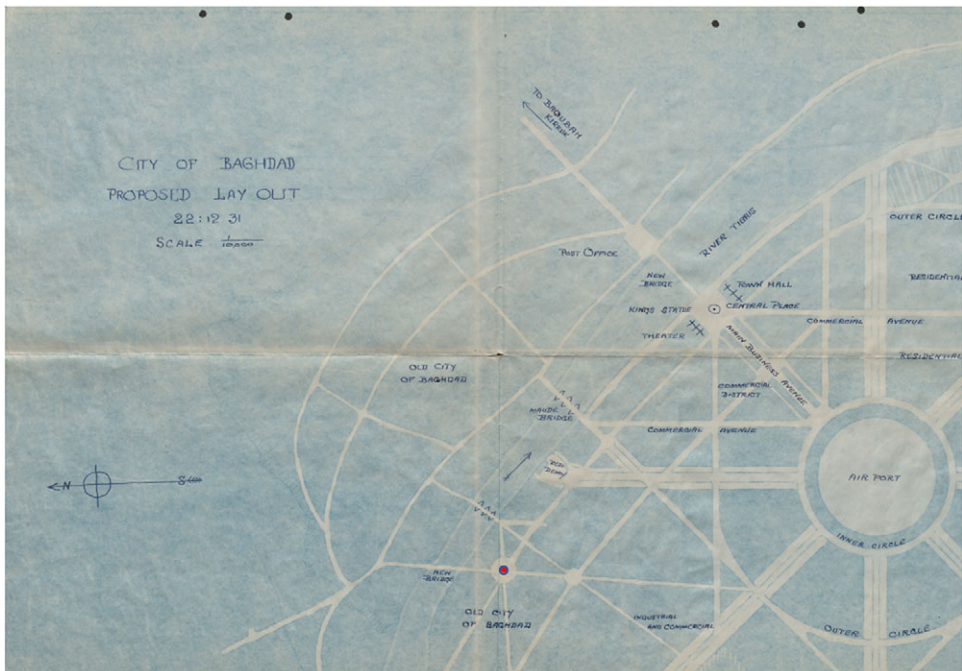 CITY OF BAGHDAD
PROPOSED LAY OUT
22:12 31
SCALE 1/10,000
TO BAQUBAH
KIRKUK
POST OFFICE
RIVER TIGRIS
NEW
BRIDGE
TOWN HALL
CENTRAL PLACE
KINGS STATUE
THEATER
OUTER CIRCLE
RESIDENTIAL
COMMERCIAL AVENUE
RESIDENTIAL
MAIN BUSINESS AVENUE
COMMERCIAL
DISTRICT
OLD CITY
OF BAGHDAD
MAUDE
BRIDGE
COMMERCIAL AVENUE
AIR PORT
INNER CIRCLE
N
S
NEW
BRIDGE
OLD CITY
OF BAGHDAD
INDUSTRIAL
AND COMMERCIAL
OUTER CIRCLE